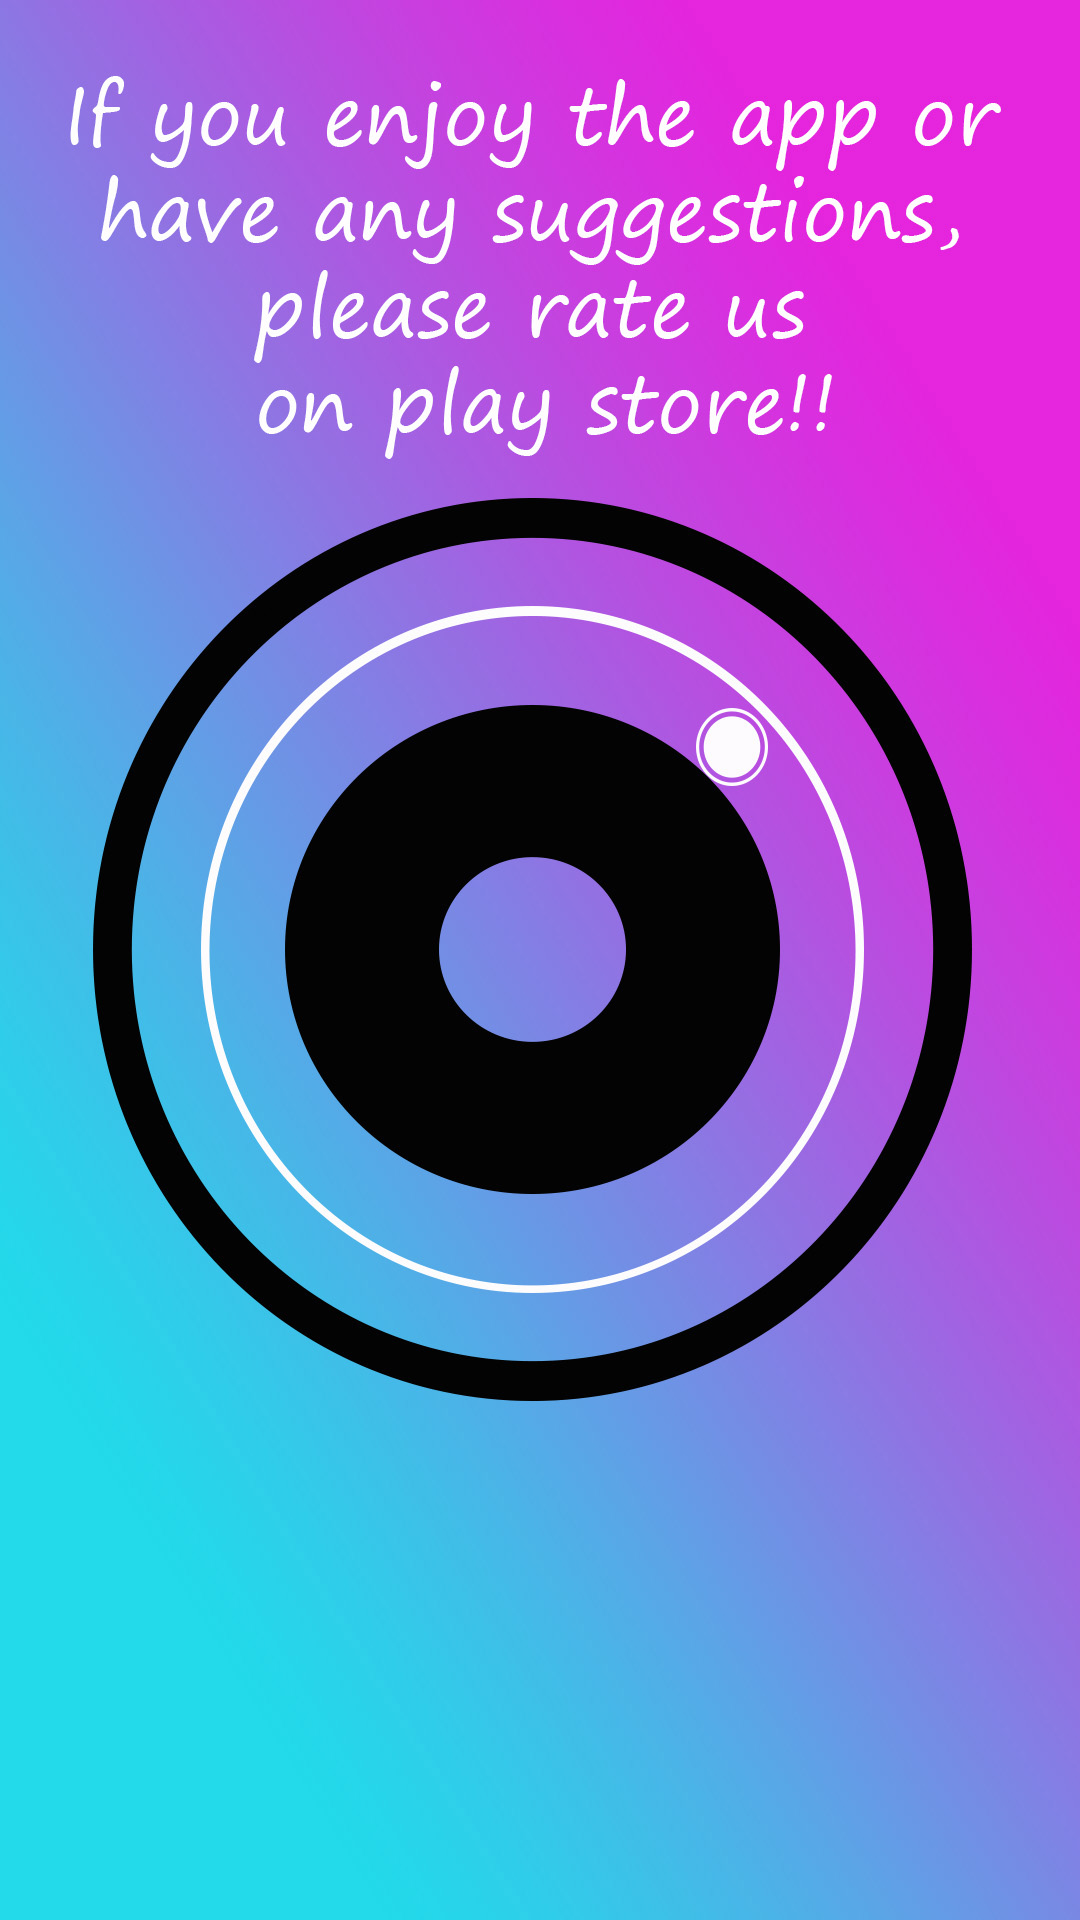 If you enjoy the app or
have any suggestions,
please rate us
on play store!!